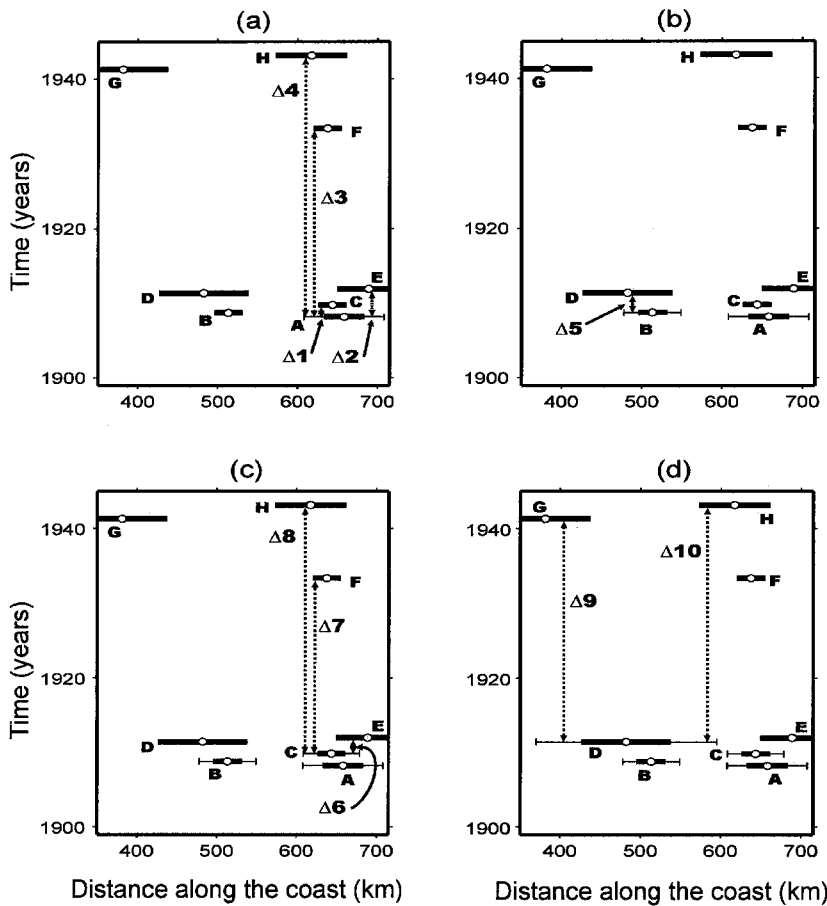 (a)
(b)
Time (years)
1940
1920
1900
G
H
Δ4
F
Δ3
E
D
B
A
C
Δ1
Δ2
400 500 600 700
1940
1920
1900
G
H
F
E
D
C
Δ5
B
A
400 500 600 700
(c)
(d)
Time (years)
1940
1920
1900
G
H
Δ8
F
Δ7
E
D
C
B
A
Δ6
400 500 600 700
Distance along the coast (km)
1940
1920
1900
G
H
Δ10
F
Δ9
E
D
C
B
A
400 500 600 700
Distance along the coast (km)